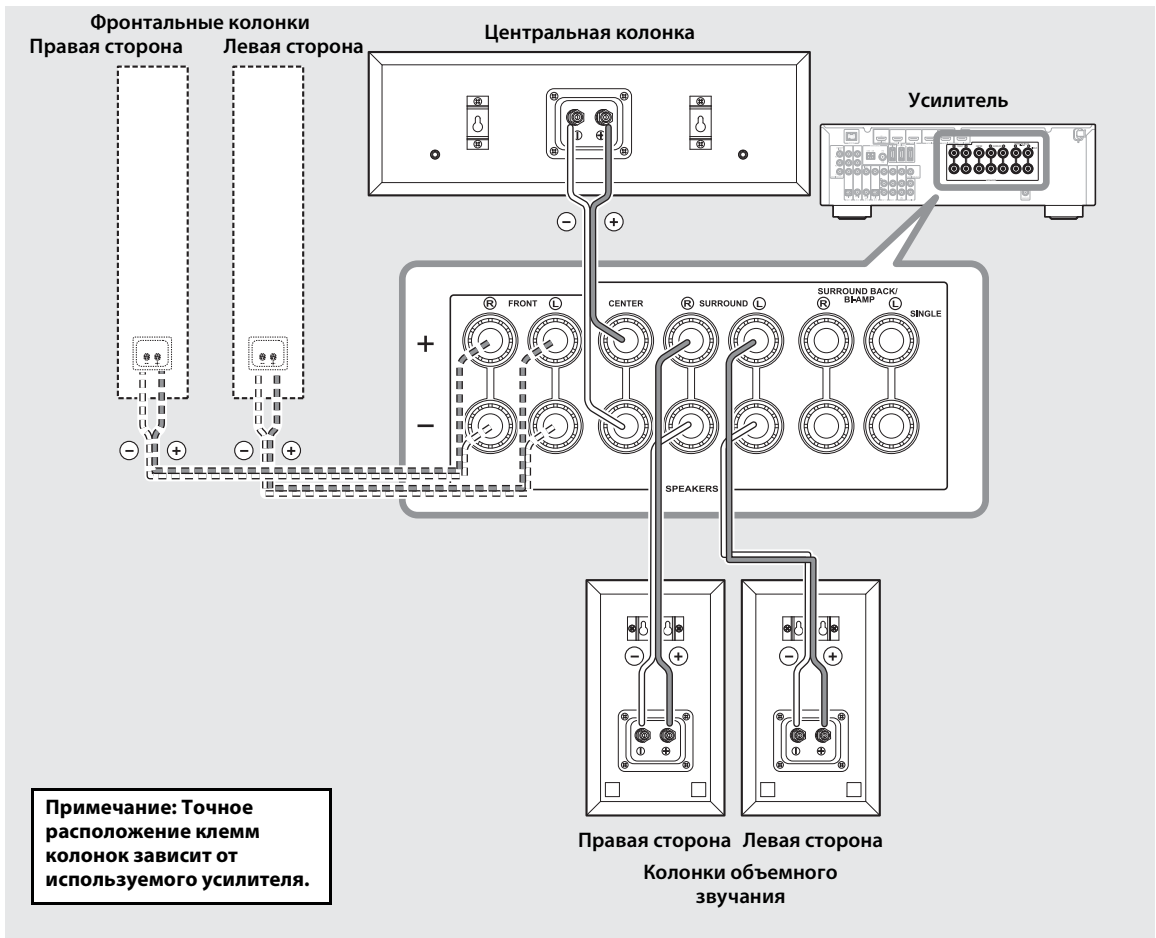 Фронтальные колонки
Правая сторона Левая сторона
Центральная колонка
Усилитель
− +
R FRONT L CENTER R SURROUND L SURROUND BACK/
BI-AMP
R L SINGLE
+
−
− + − +
SPEAKERS
− + − +
Правая сторона Левая сторона
Колонки объемного
звучания
Примечание: Точное
расположение клемм
колонок зависит от
используемого усилителя.